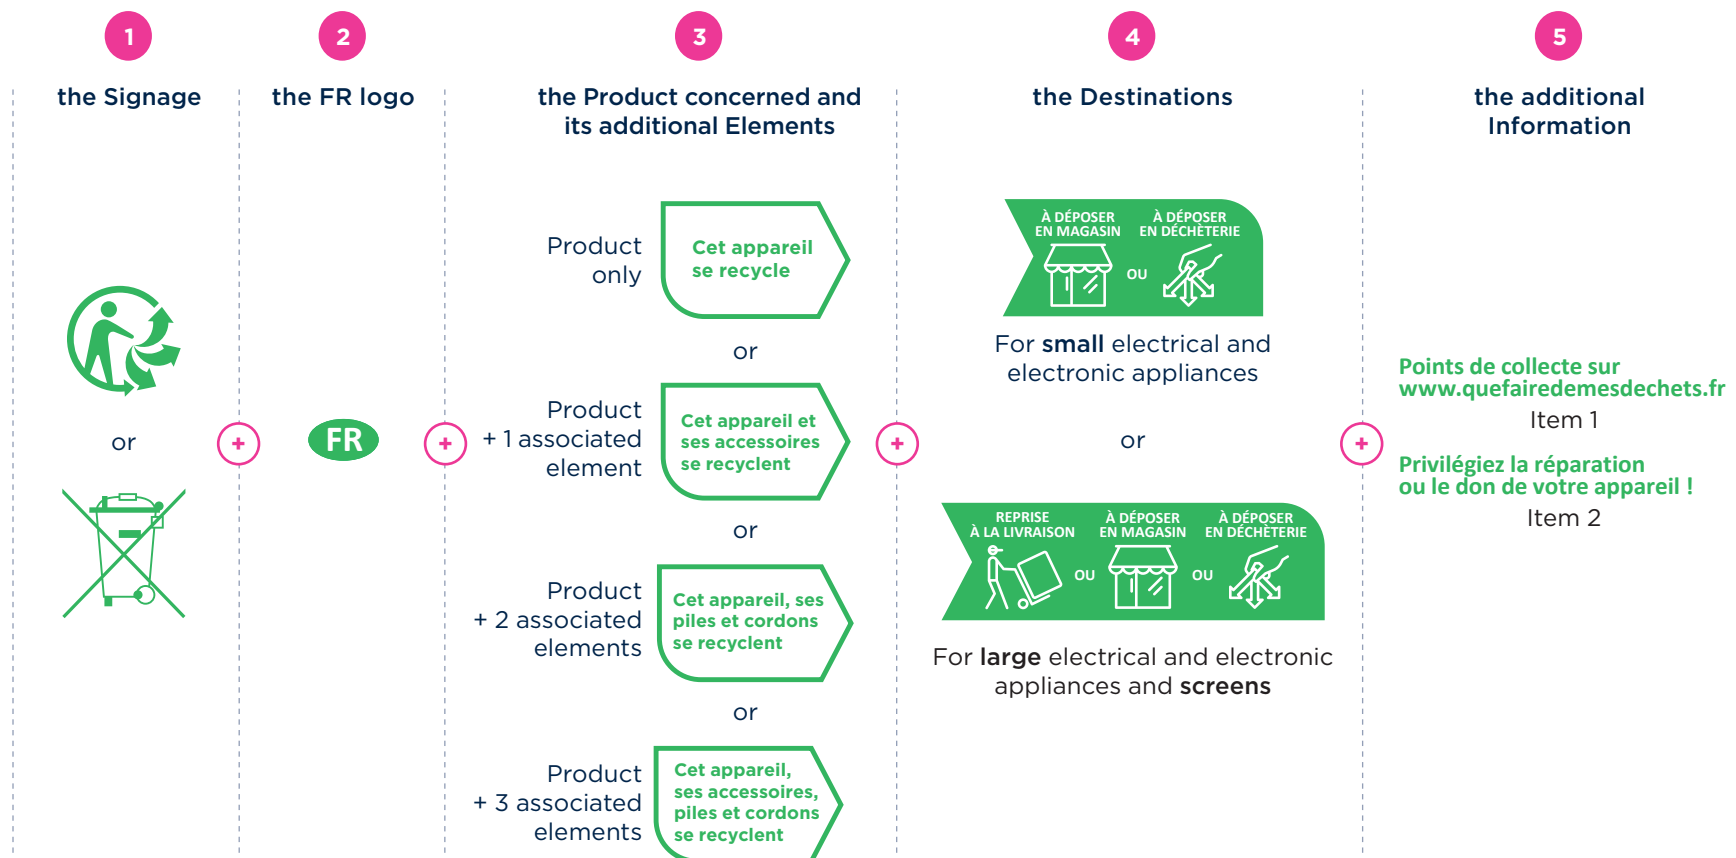 1
the Signage
or
+
2
the FR logo
FR
+
3
the Product concerned and
its additional Elements
Product
only
Cet appareil
se recycle
or
Product
+ 1 associated
element
Cet appareil et
ses accessoires
se recyclent
or
Product
+ 2 associated
elements
Cet appareil, ses
piles et cordons
se recyclent
or
Product
+ 3 associated
elements
Cet appareil,
ses accessoires,
piles et cordons
se recyclent
+
4
the Destinations
À DÉPOSER
EN MAGASIN
OU
À DÉPOSER
EN DÉCHÈTERIE
For small electrical and
electronic appliances
or
REPRISE
À LA LIVRAISON
OU
À DÉPOSER
EN MAGASIN
OU
À DÉPOSER
EN DÉCHÈTERIE
For large electrical and electronic
appliances and screens
+
5
the additional
Information
Points de collecte sur
www.quefairedemesdechets.fr
Item 1
Privilégiez la réparation
ou le don de votre appareil !
Item 2